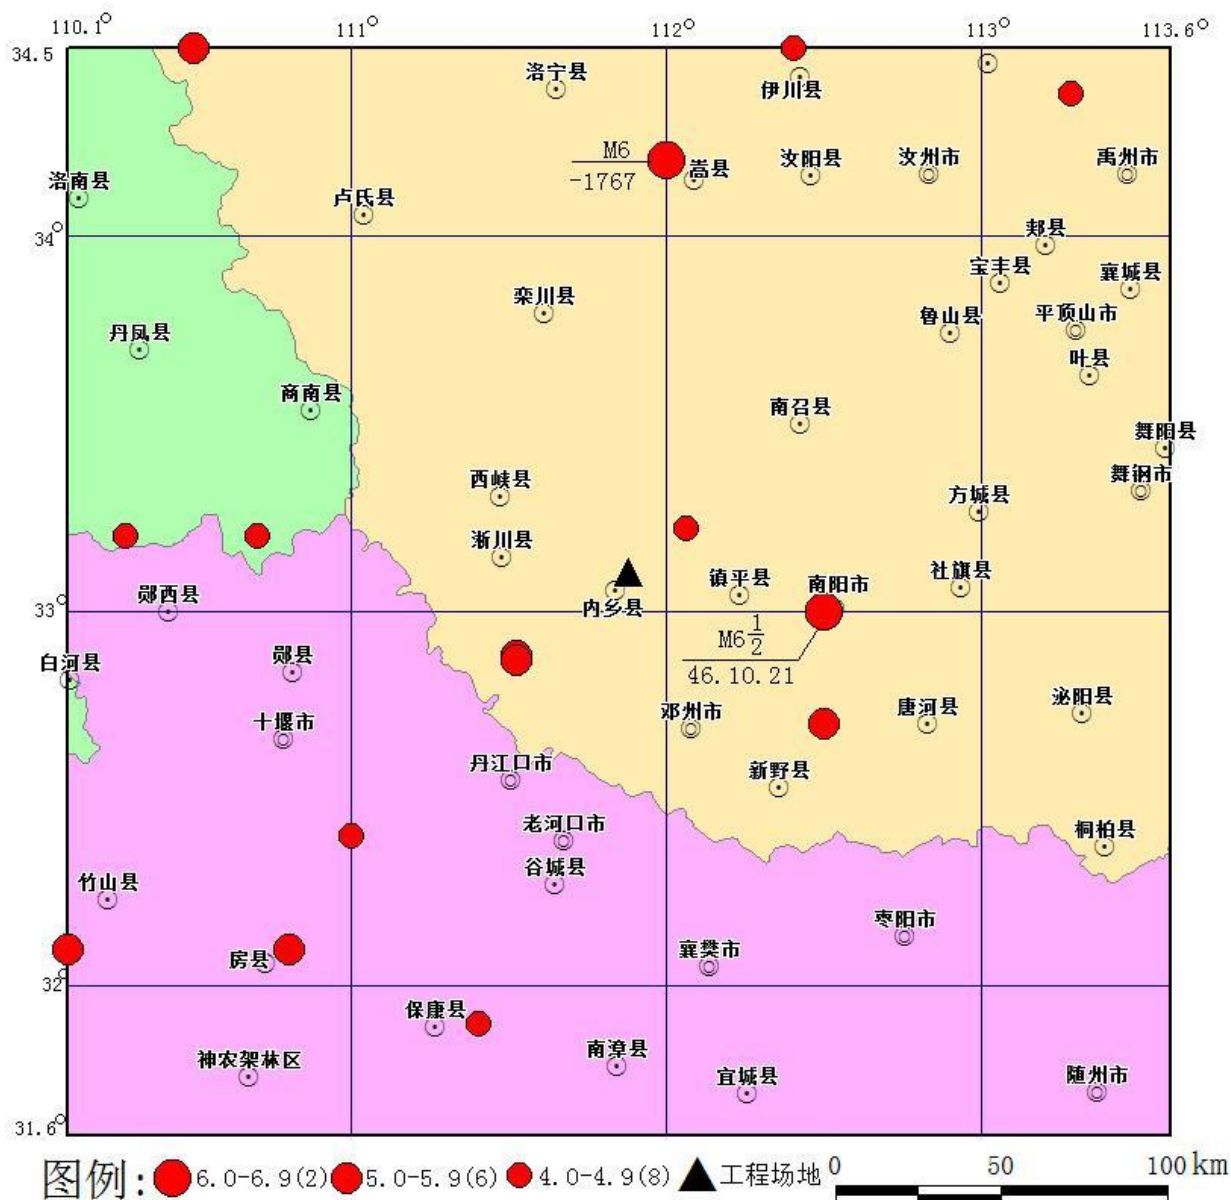 110.1° 111° 112° 113° 113.6°
34.5
洛宁县
伊川县
M6
-1767
嵩县
汝阳县
汝州市
禹州市
洛南县
卢氏县
34°
郏县
宝丰县
襄城县
栾川县
鲁山县
平顶山市
丹凤县
叶县
商南县
南召县
舞阳县
西峡县
舞钢市
方城县
淅川县
镇平县
南阳市
社旗县
郧西县
内乡县
33°
M6 1/2
46.10.21
白河县
郧县
十堰市
邓州市
唐河县
泌阳县
丹江口市
新野县
老河口市
桐柏县
谷城县
竹山县
枣阳市
房县
襄樊市
32°
保康县
南漳县
神农架林区
宜城县
随州市
31.6°
图例: 6.0-6.9(2) 5.0-5.9(6) 4.0-4.9(8) 工程场地 0 50 100km